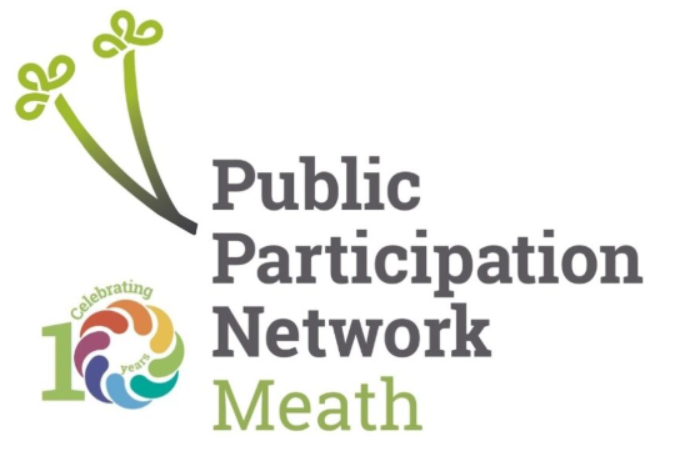 Public
Participation
Network
Meath
Celebrating
10
years